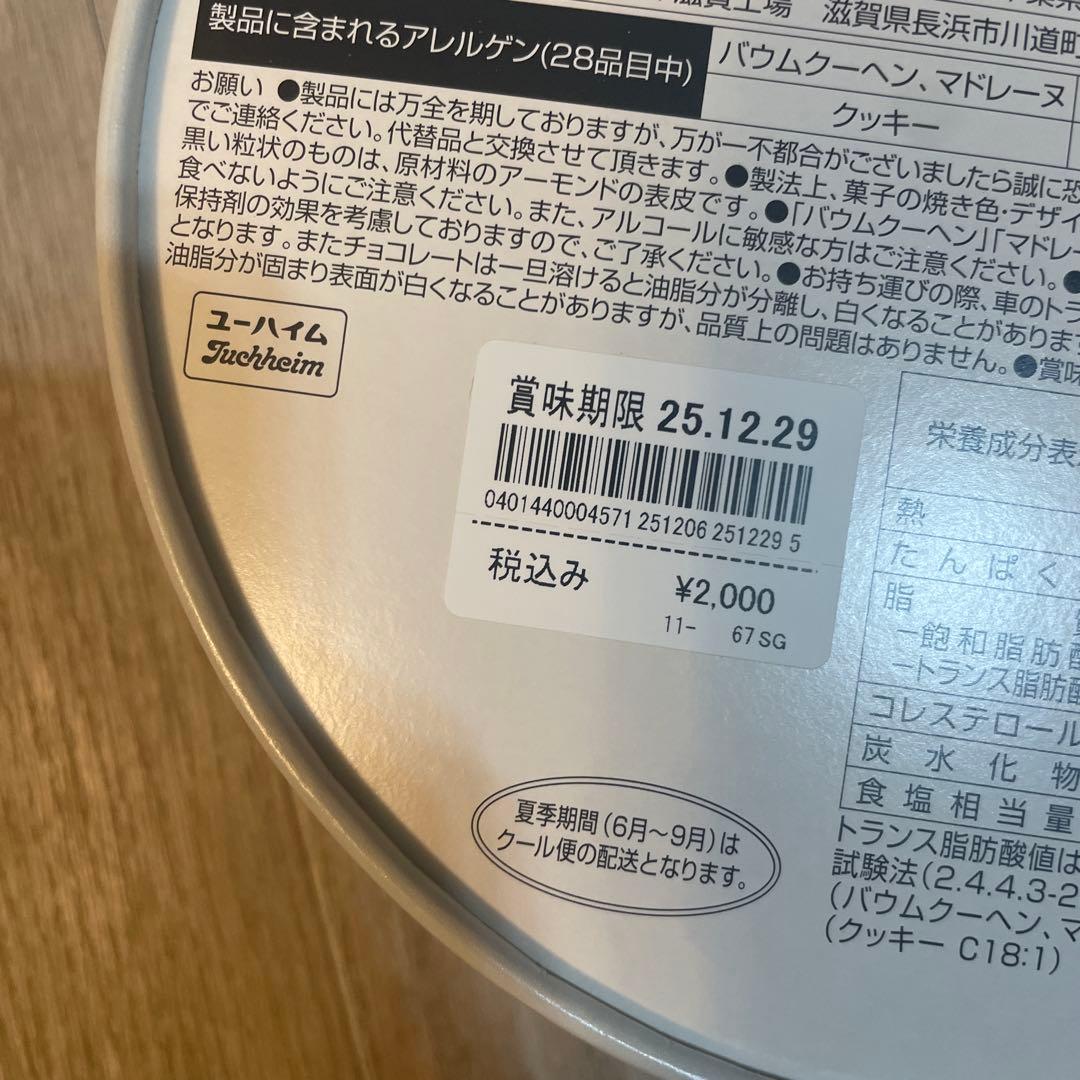 滋賀工場 滋賀県長浜市川道町
製品に含まれるアレルゲン(28品目中)
バウムクーヘン、マドレーヌ
クッキー
お願い ●製品には万全を期しておりますが、万が一不都合がございましたら誠に恐
でご連絡ください。代替品と交換させて頂きます。●製法上、菓子の焼き色・デザイ
黒い粒状のものは、原材料のアーモンドの表皮です。●「バウムクーヘン」「マドレー
食べないようにご注意ください。また、アルコールに敏感な方はご注意ください。●
保持剤の効果を考慮しておりますので、ご了承ください。●お持ち運びの際、車のトラ
となります。またチョコレートは一旦溶けると油脂分が分離し、白くなることがあります
油脂分が固まり表面が白くなることがありますが、品質上の問題はありません。●賞味
ユーハイム
Juchheim
賞味期限 25.12.29
0401440004571 251206 251229 5
税込み
¥2,000
11- 67 SG
栄養成分表
熱
たんぱく
脂
−飽和脂肪酸
−トランス脂肪酸
コレステロール
炭水化物
食塩相当量
トランス脂肪酸値は
試験法(2.4.4.3-2
(バウムクーヘン、マ
(クッキー C18:1)
夏季期間(6月〜9月)は
クール便の配送となります。